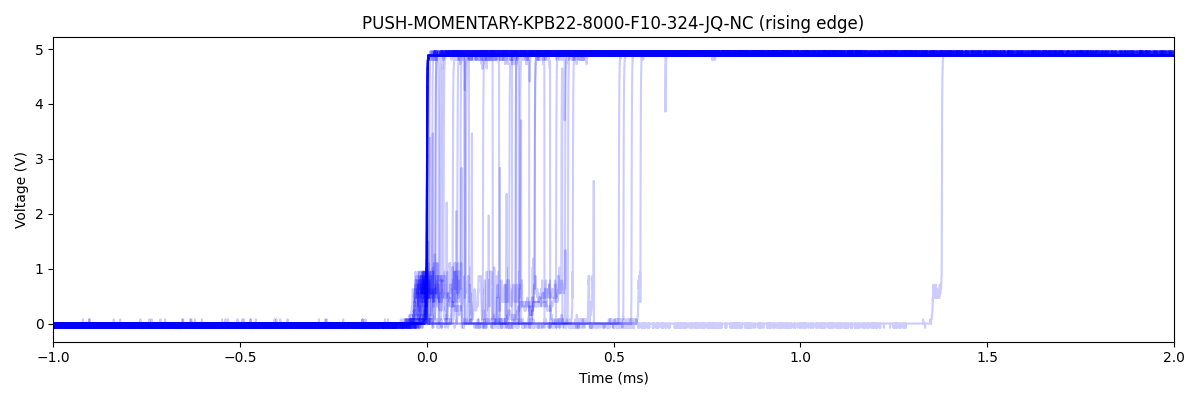 PUSH-MOMENTARY-KPB22-8000-F10-324-JQ-NC (rising edge)
Voltage (V)
5
4
3
2
1
0
−1.0 −0.5 0.0 0.5 1.0 1.5 2.0
Time (ms)